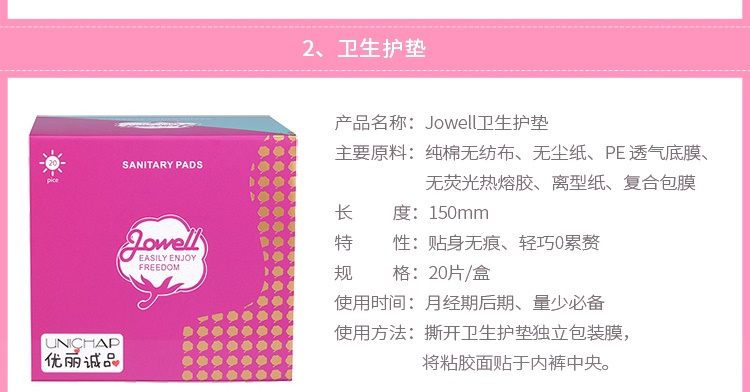 2、卫生护垫
20
pice
SANITARY PADS
Jowell
EASILY ENJOY
FREEDOM
UNICHAP
优丽诚品
产品名称：Jowell卫生护垫
主要原料：纯棉无纺布、无尘纸、PE 透气底膜、
无荧光热熔胶、离型纸、复合包膜
长 度：150mm
特 性：贴身无痕、轻巧0累赘
规 格：20片/盒
使用时间：月经期后期、量少必备
使用方法：撕开卫生护垫独立包装膜，
将粘胶面贴于内裤中央。